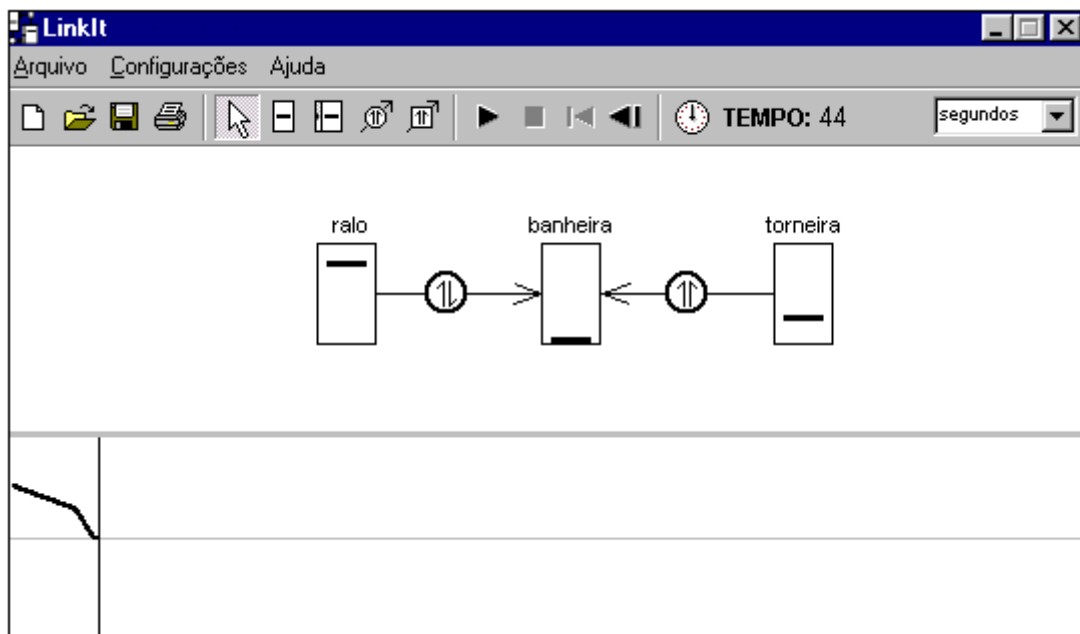 LinkIt
Arquivo Configurações Ajuda
TEMPO: 44 segundos
ralo banheira torneira